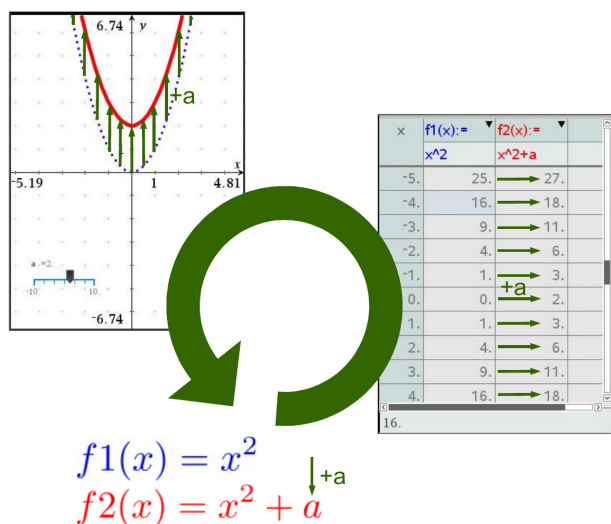 6.74 y
+a
x
-5.19 1 4.81
a :=2.
-10. 10.
-6.74
x f1(x):= ▼ f2(x):= ▼
x^2 x^2+a
-5. 25. 27.
-4. 16. 18.
-3. 9. 11.
-2. 4. 6.
-1. 1. 3.
+a
0. 0. 2.
1. 1. 3.
2. 4. 6.
3. 9. 11.
4. 16. 18.
16.
f1(x) = x²
+a
f2(x) = x² + a